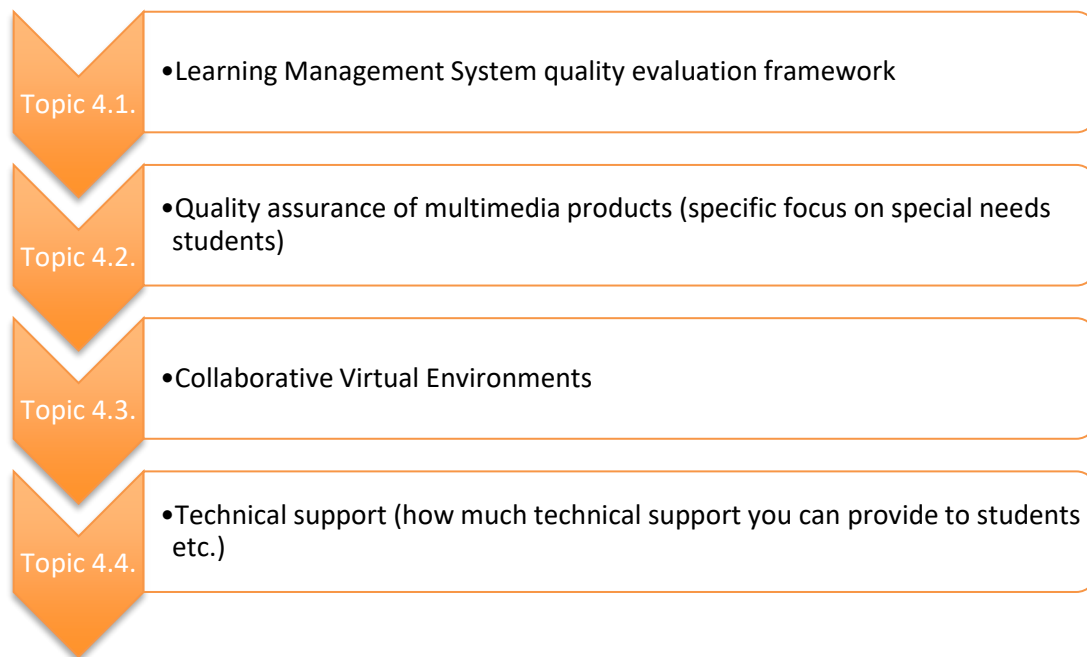 Topic 4.1.
•Learning Management System quality evaluation framework
Topic 4.2.
•Quality assurance of multimedia products (specific focus on special needs
students)
Topic 4.3.
•Collaborative Virtual Environments
Topic 4.4.
•Technical support (how much technical support you can provide to students
etc.)